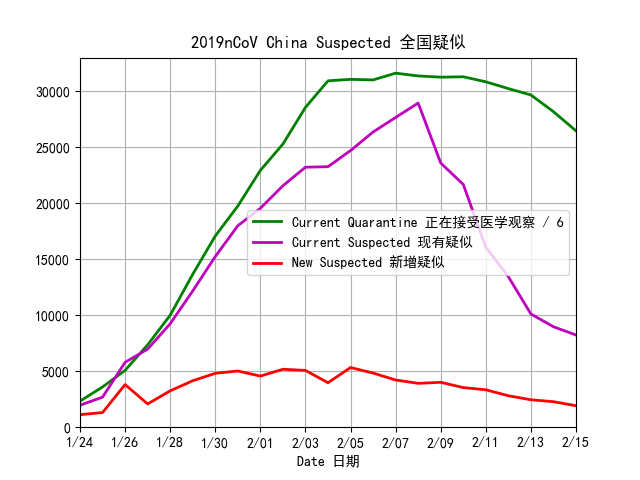 2019nCoV China Suspected 全国疑似
30000
25000
20000
15000
10000
5000
0
Current Quarantine 正在接受医学观察 / 6
Current Suspected 现有疑似
New Suspected 新增疑似
1/24 1/26 1/28 1/30 2/01 2/03 2/05 2/07 2/09 2/11 2/13 2/15
Date 日期